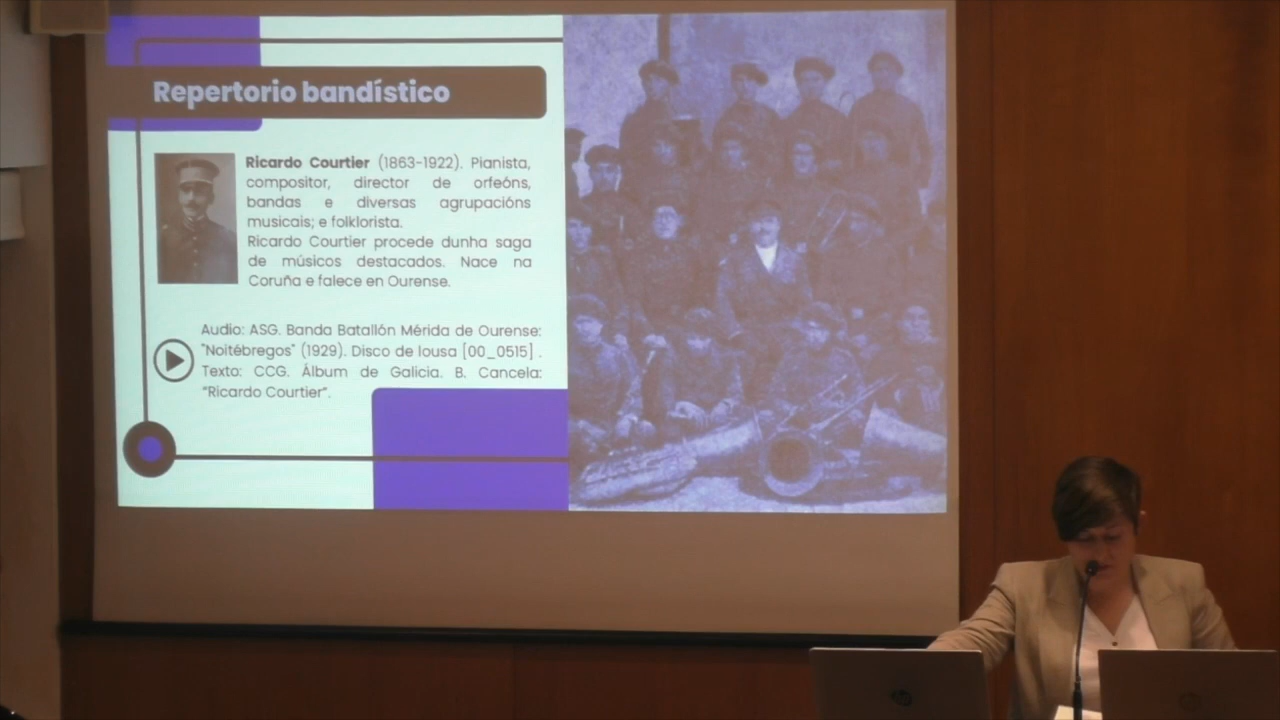 Repertorio bandístico
Ricardo Courtier (1863-1922). Pianista,
compositor, director de orfeóns,
bandas e diversas agrupacións
musicais; e folklorista.
Ricardo Courtier procede dunha saga
de músicos destacados. Nace na
Coruña e falece en Ourense.
Audio: ASG. Banda Batallón Mérida de Ourense:
"Noitébregos" (1929). Disco de lousa [00_0515] .
Texto: CCG. Álbum de Galicia. B. Cancela:
“Ricardo Courtier”.
hp